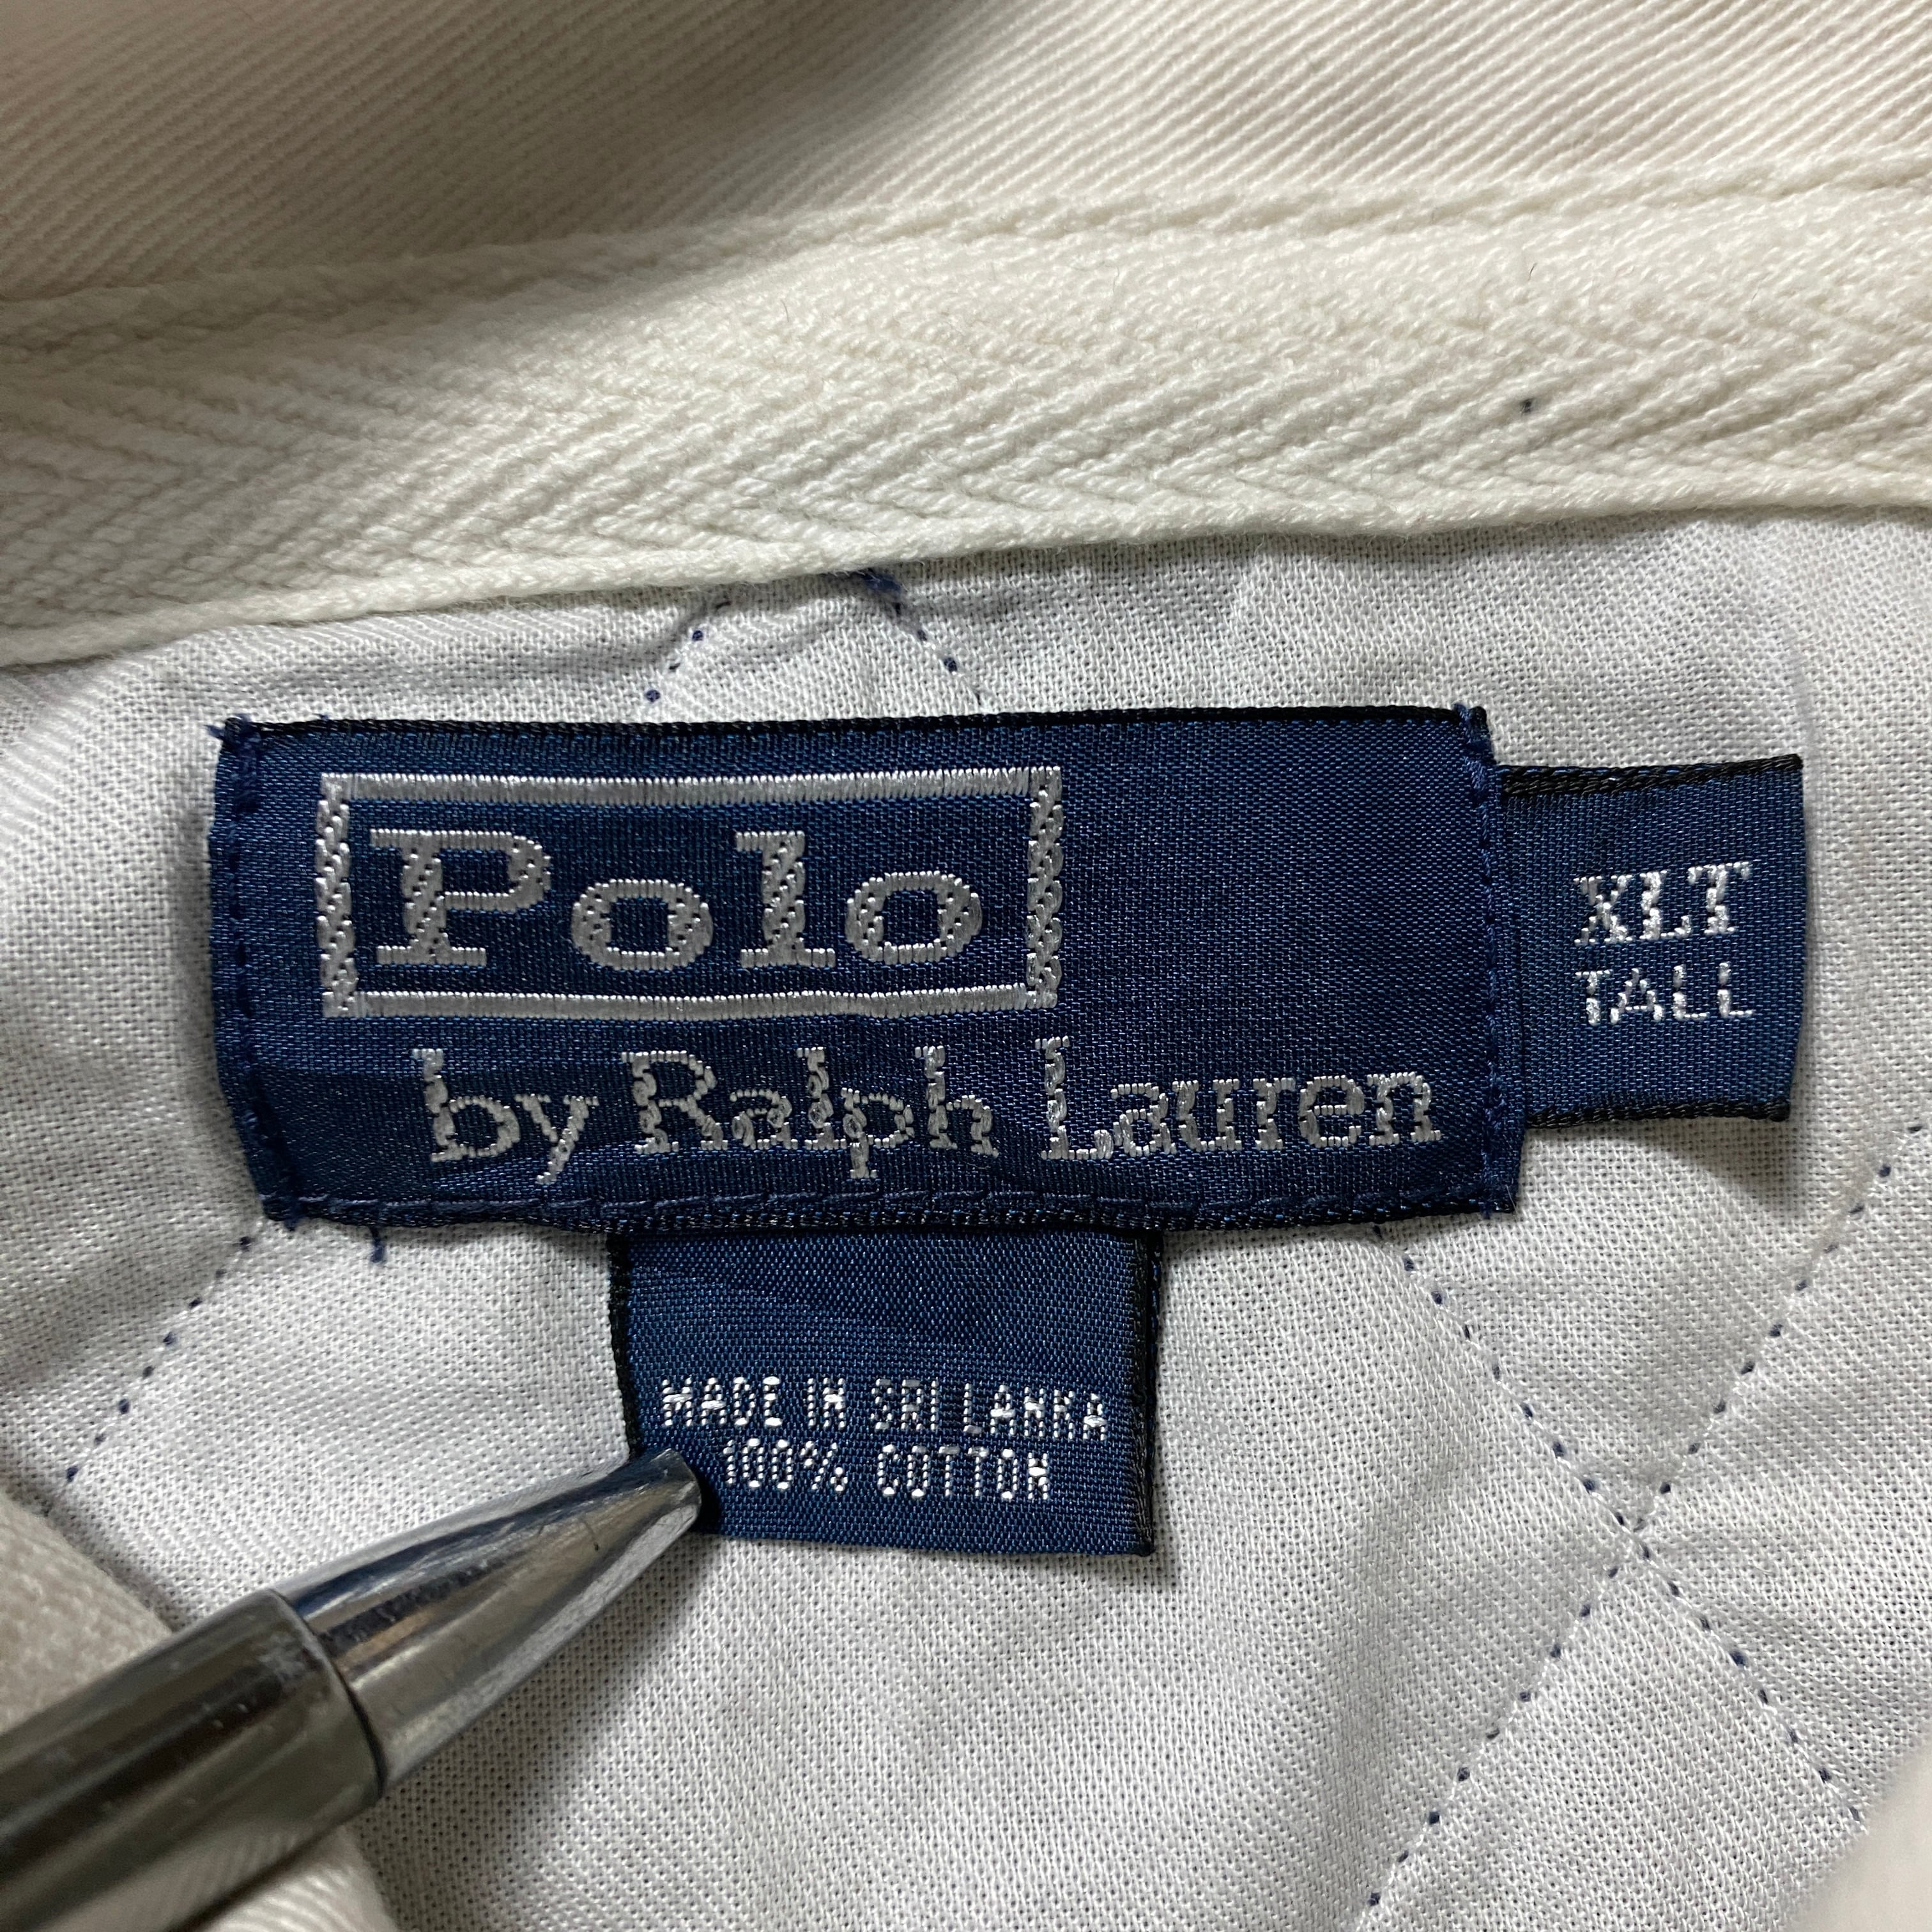 Polo
by Ralph Lauren
XLT
TALL
MADE IN SRI LANKA
100% COTTON